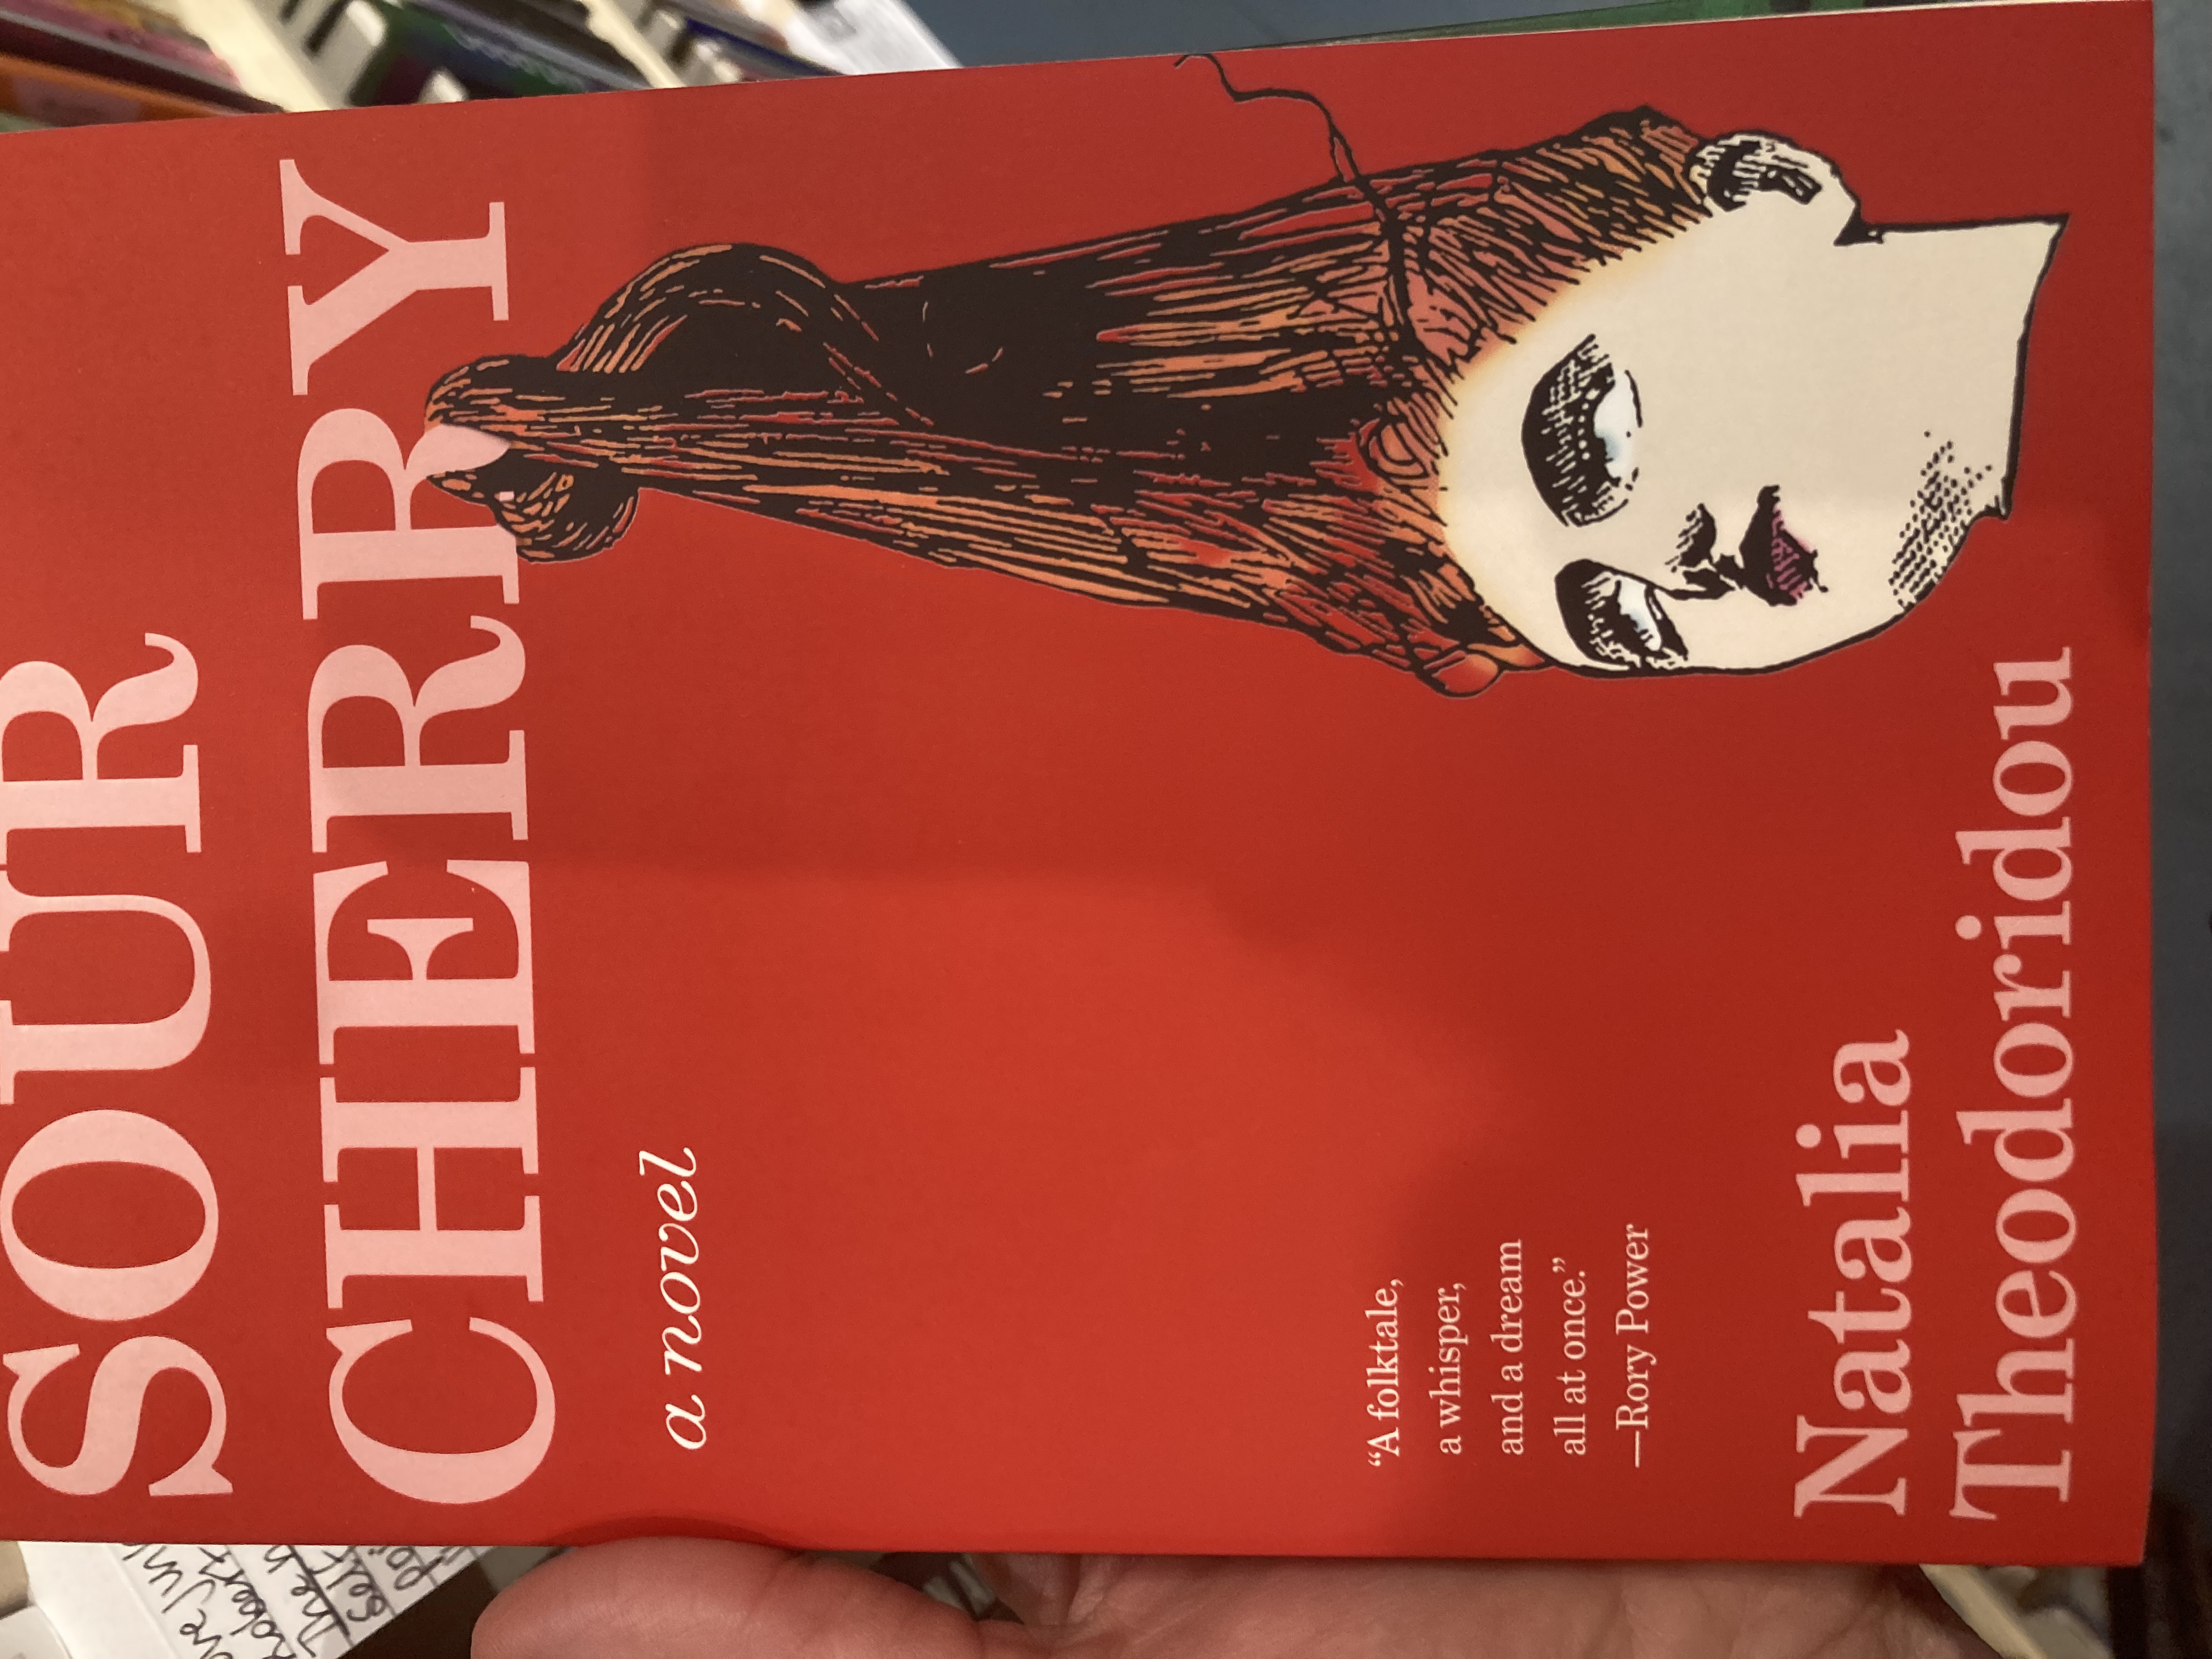 SOUR
CHERRY
a novel
“A folktale,
a whisper,
and a dream
all at once.”
—Rory Power
Natalia
Theodoridou